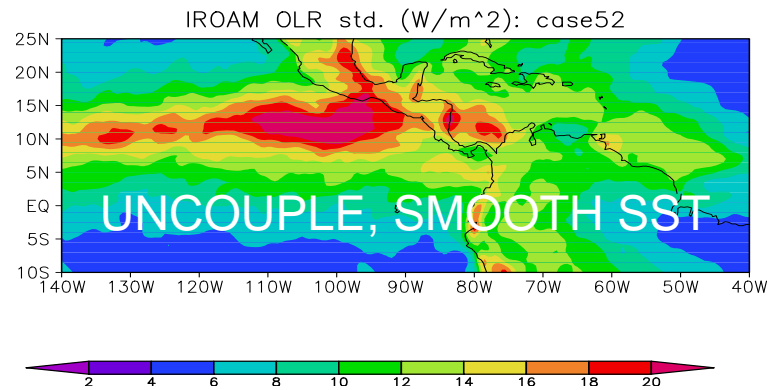 IROAM OLR std. (W/m^2): case52
25N
20N
15N
10N
5N
EQ
UNCOUPLE, SMOOTH SST
5S
10S
140W 130W 120W 110W 100W 90W 80W 70W 60W 50W 40W
2 4 6 8 10 12 14 16 18 20